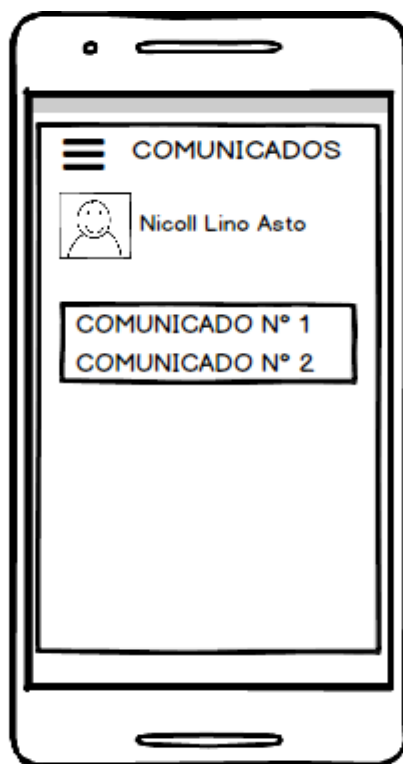 COMUNICADOS
Nicoll Lino Asto
COMUNICADO N° 1
COMUNICADO N° 2